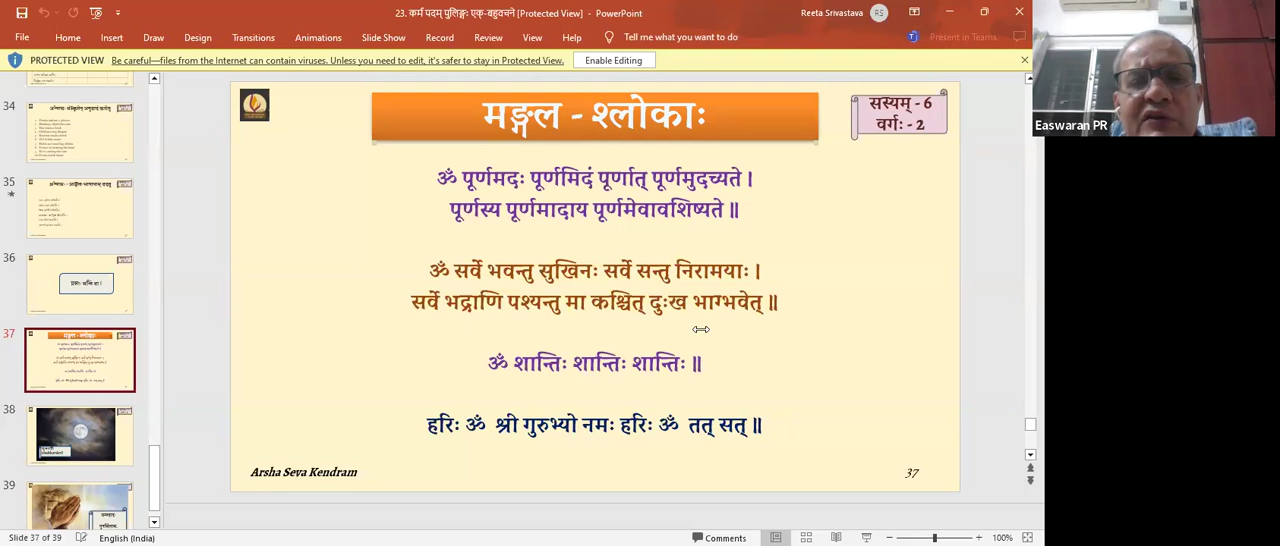 23. कर्म पदम् पुलिङ्गः एक-बहुवचने [Protected View] - PowerPoint
Reeta Srivastava RS
File Home Insert Draw Design Transitions Animations Slide Show Record Review View Help Tell me what you want to do Present in Teams
PROTECTED VIEW Be careful—files from the Internet can contain viruses. Unless you need to edit, it's safer to stay in Protected View. Enable Editing
Easwaran PR
34
35
36
37
38
39
मङ्गल - श्लोकाः
सस्यम् - 6
वर्गः - 2
ॐ पूर्णमदः पूर्णमिदं पूर्णात् पूर्णमुदच्यते ।
पूर्णस्य पूर्णमादाय पूर्णमेवावशिष्यते ॥
ॐ सर्वे भवन्तु सुखिनः सर्वे सन्तु निरामयाः ।
सर्वे भद्राणि पश्यन्तु मा कश्चित् दुःख भाग्भवेत् ॥
ॐ शान्तिः शान्तिः शान्तिः ॥
हरिः ॐ श्री गुरुभ्यो नमः हरिः ॐ तत् सत् ॥
Arsha Seva Kendram
37
Slide 37 of 39 English (India) Comments 100%